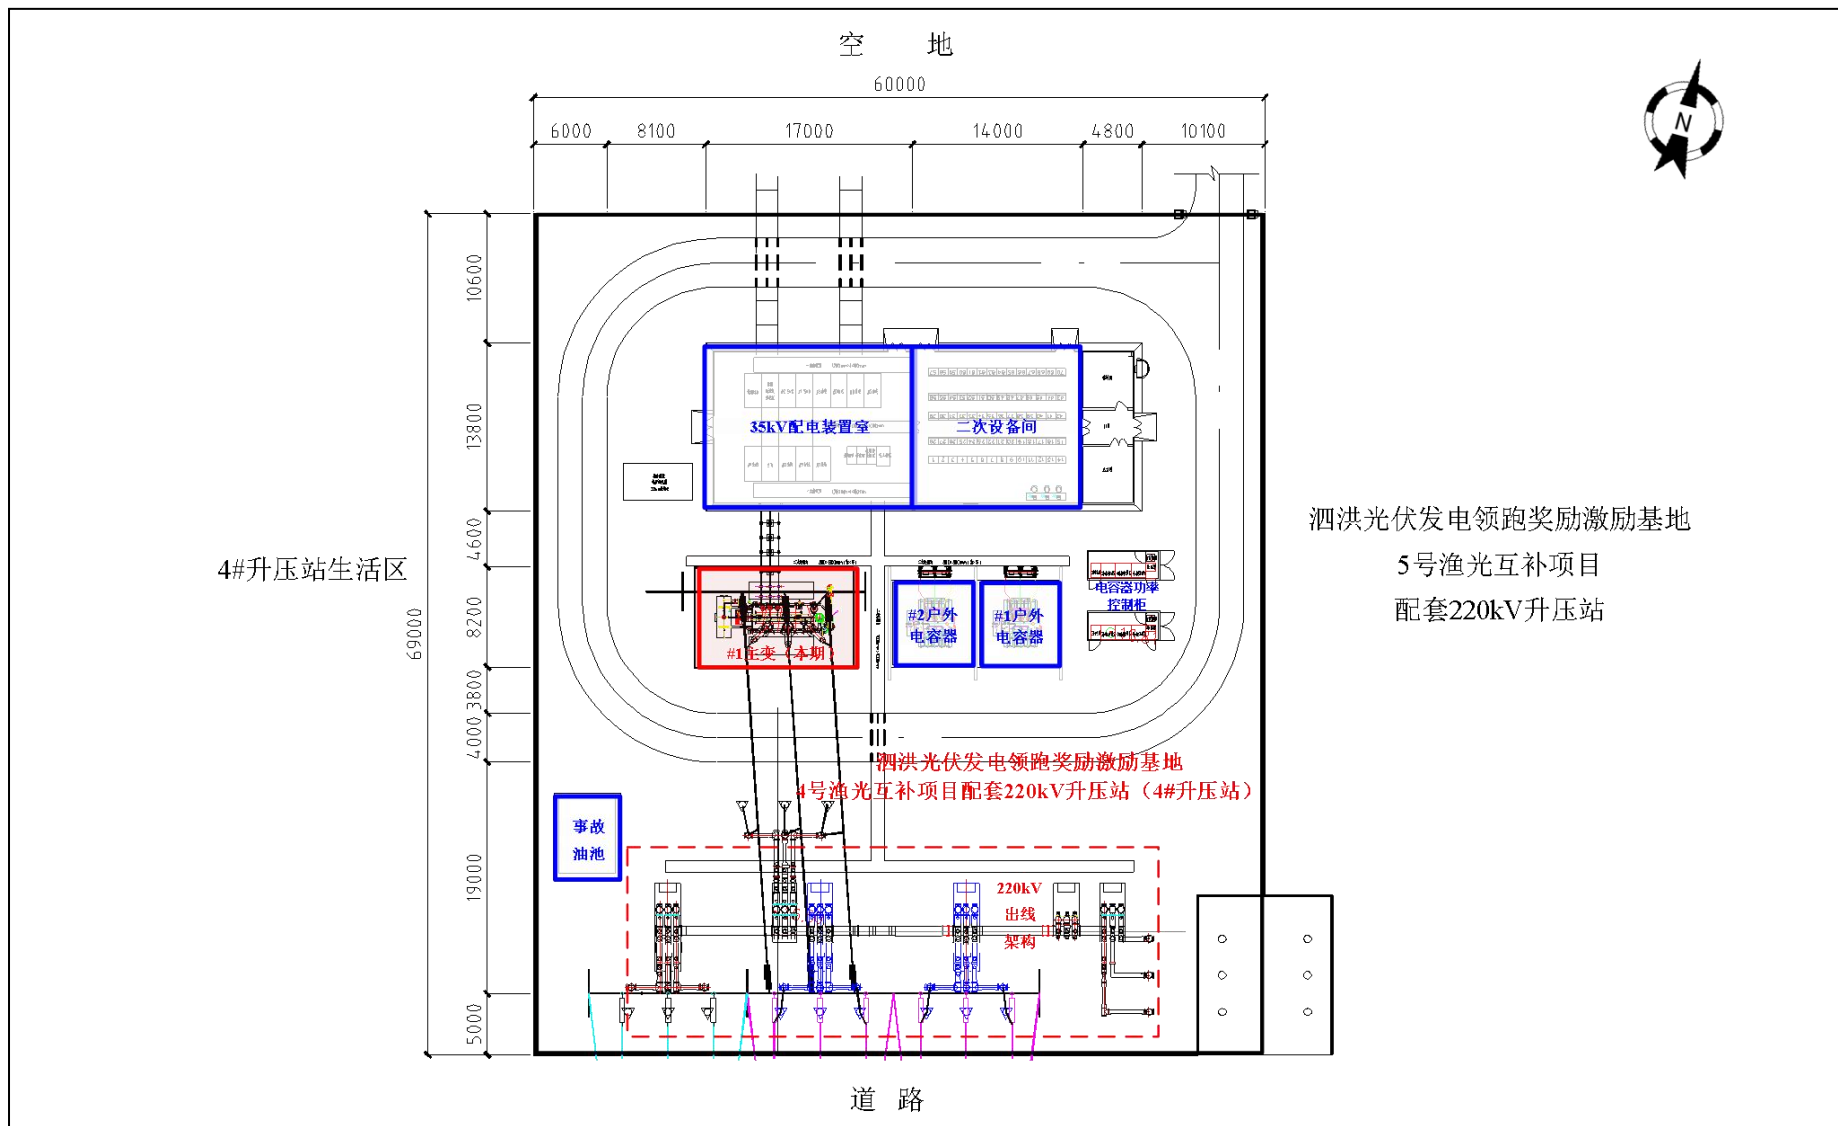 空 地
60000
6000 8100 17000 14000 4800 10100
N
69000
10600
13800
4600
8200
3800
4000
19000
5000
35kV配电装置室
二次设备间
4#升压站生活区
泗洪光伏发电领跑奖励激励基地
5号渔光互补项目
配套220kV升压站
#1主变（本期）
#2户外
电容器
#1户外
电容器
电容器功率
控制柜
泗洪光伏发电领跑奖励激励基地
4号渔光互补项目配套220kV升压站（4#升压站）
事故
油池
220kV
出线
架构
道 路